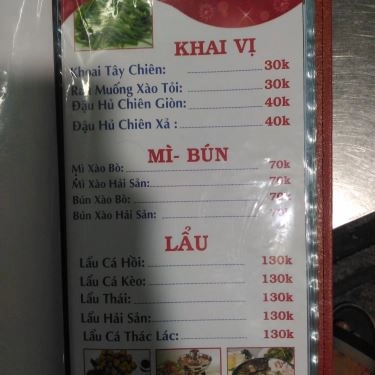 KHAI VỊ
Khoai Tây Chiên: 30k
Rau Muống Xào Tỏi: 30k
Đậu Hủ Chiên Giòn: 40k
Đậu Hủ Chiên Xả : 40k
MÌ- BÚN
Mì Xào Bò: 70k
Mì Xào Hải Sản: 70k
Bún Xào Bò: 70k
Bún Xào Hải Sản: 70k
LẨU
Lẩu Cá Hồi: 130k
Lẩu Cá Kèo: 130k
Lẩu Thái: 130k
Lẩu Hải Sản: 130k
Lẩu Cá Thác Lác: 130k